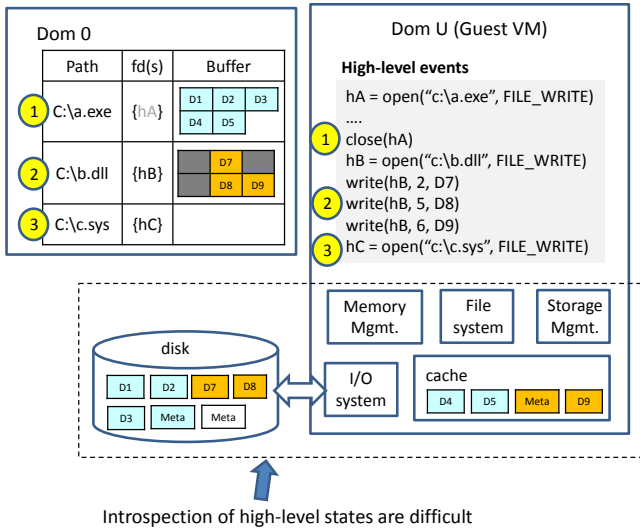 Dom 0
Path fd(s) Buffer
1 C:\a.exe {hA} D1 D2 D3
D4 D5
2 C:\b.dll {hB} D7
D8 D9
3 C:\c.sys {hC}
Dom U (Guest VM)
High-level events
hA = open(“c:\a.exe”, FILE_WRITE)
....
1 close(hA)
hB = open(“c:\b.dll”, FILE_WRITE)
write(hB, 2, D7)
2 write(hB, 5, D8)
write(hB, 6, D9)
3 hC = open(“c:\c.sys”, FILE_WRITE)
Memory
Mgmt.
File
system
Storage
Mgmt.
disk
D1 D2 D7 D8
D3 Meta Meta
I/O
system
cache
D4 D5 Meta D9
Introspection of high-level states are difficult